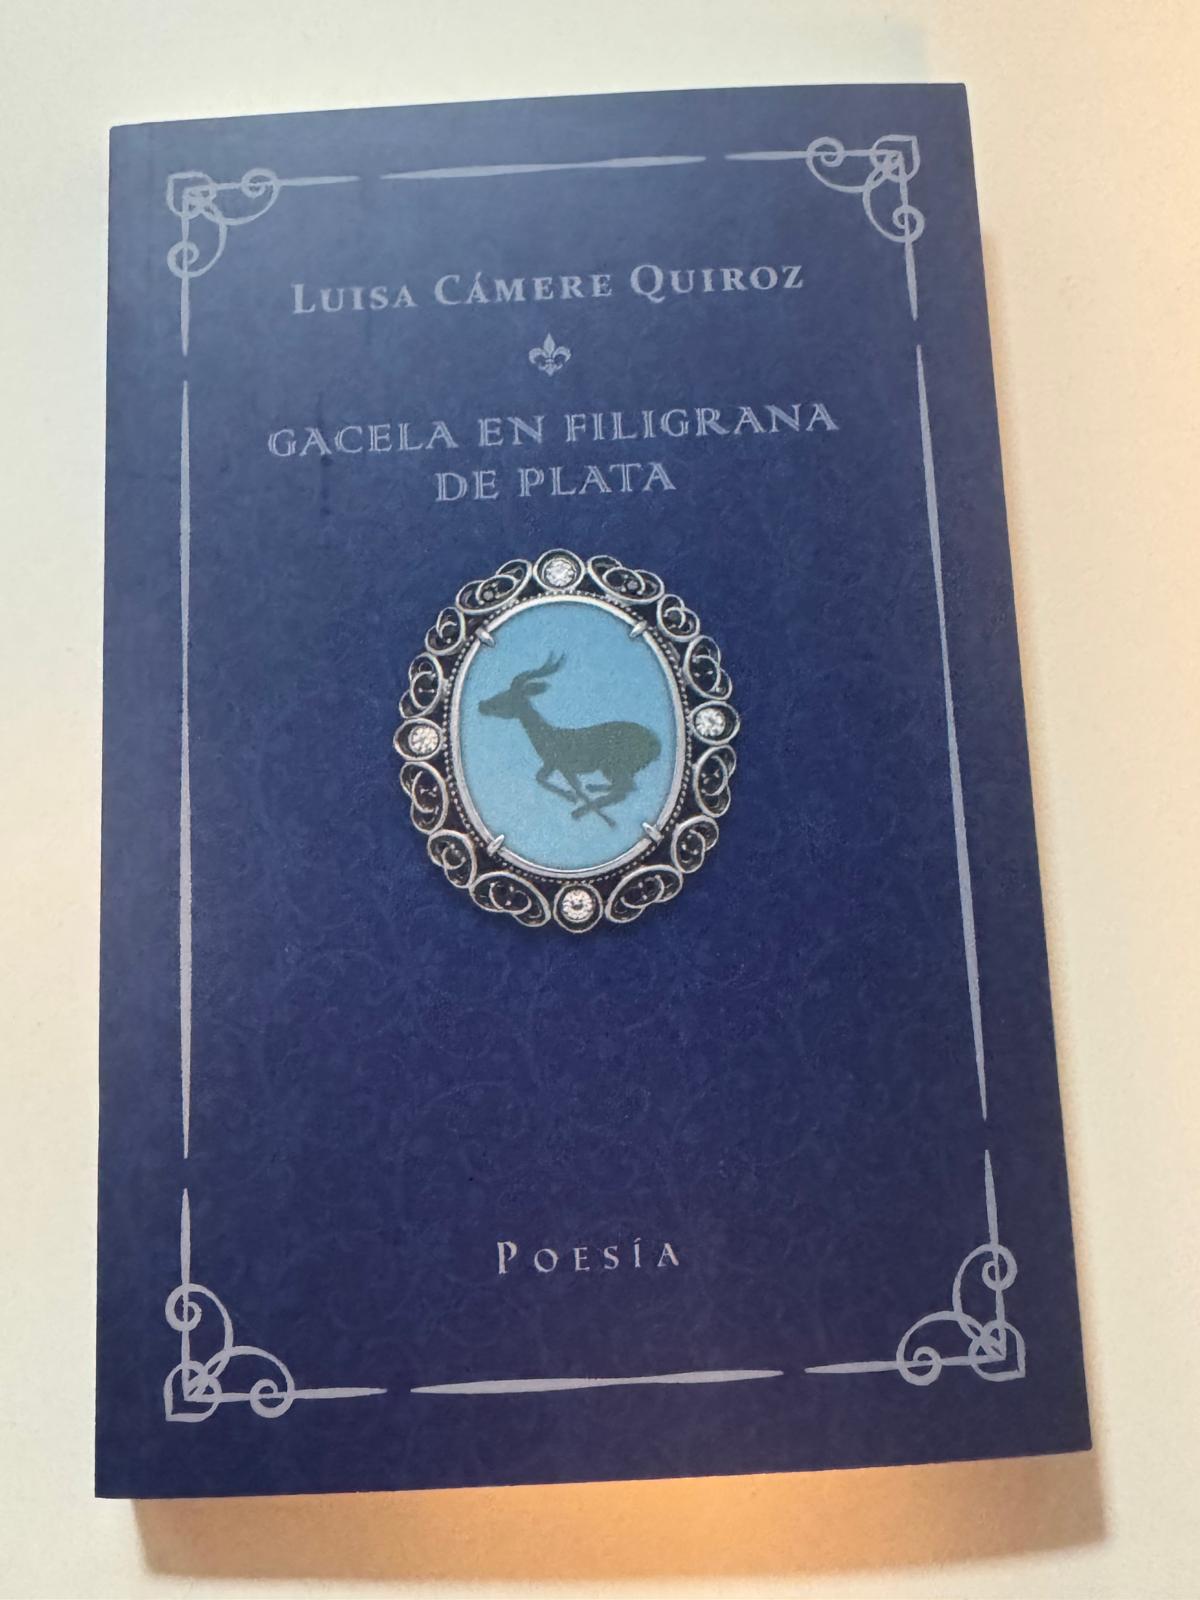 LUISA CÁMERE QUIROZ
GACELA EN FILIGRANA
DE PLATA
POESÍA